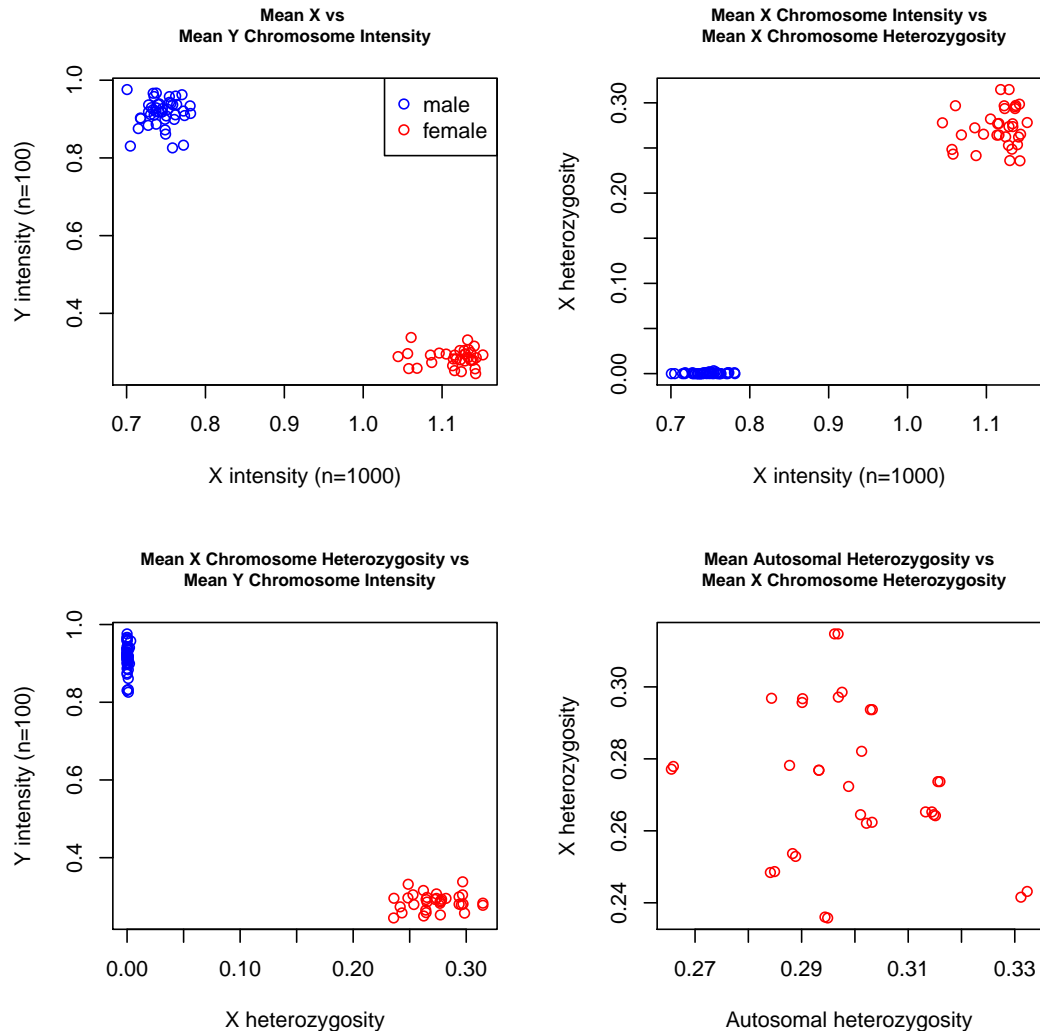 Mean X vs
Mean Y Chromosome Intensity
Y intensity (n=100)
1.0
0.8
0.6
0.4
male
female
0.7 0.8 0.9 1.0 1.1
X intensity (n=1000)
Mean X Chromosome Intensity vs
Mean X Chromosome Heterozygosity
X heterozygosity
0.30
0.20
0.10
0.00
0.7 0.8 0.9 1.0 1.1
X intensity (n=1000)
Mean X Chromosome Heterozygosity vs
Mean Y Chromosome Intensity
Y intensity (n=100)
1.0
0.8
0.6
0.4
0.00 0.10 0.20 0.30
X heterozygosity
Mean Autosomal Heterozygosity vs
Mean X Chromosome Heterozygosity
X heterozygosity
0.30
0.28
0.26
0.24
0.27 0.29 0.31 0.33
Autosomal heterozygosity